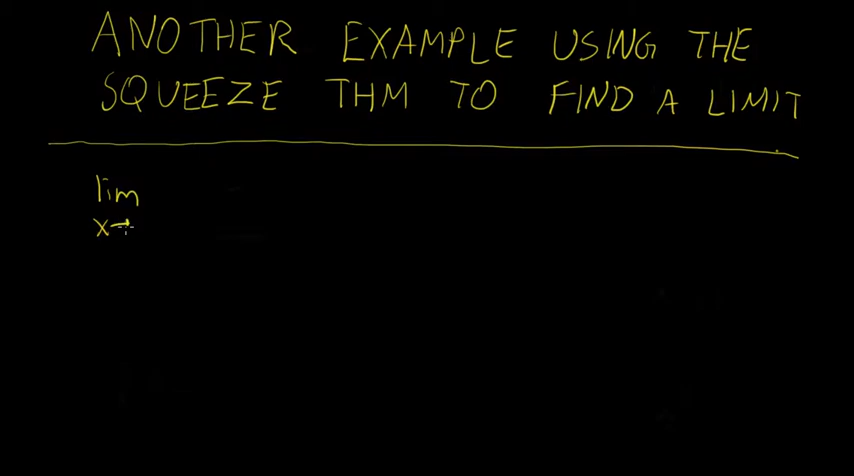 ANOTHER EXAMPLE USING THE
SQUEEZE THM TO FIND A LIMIT
lim
x→